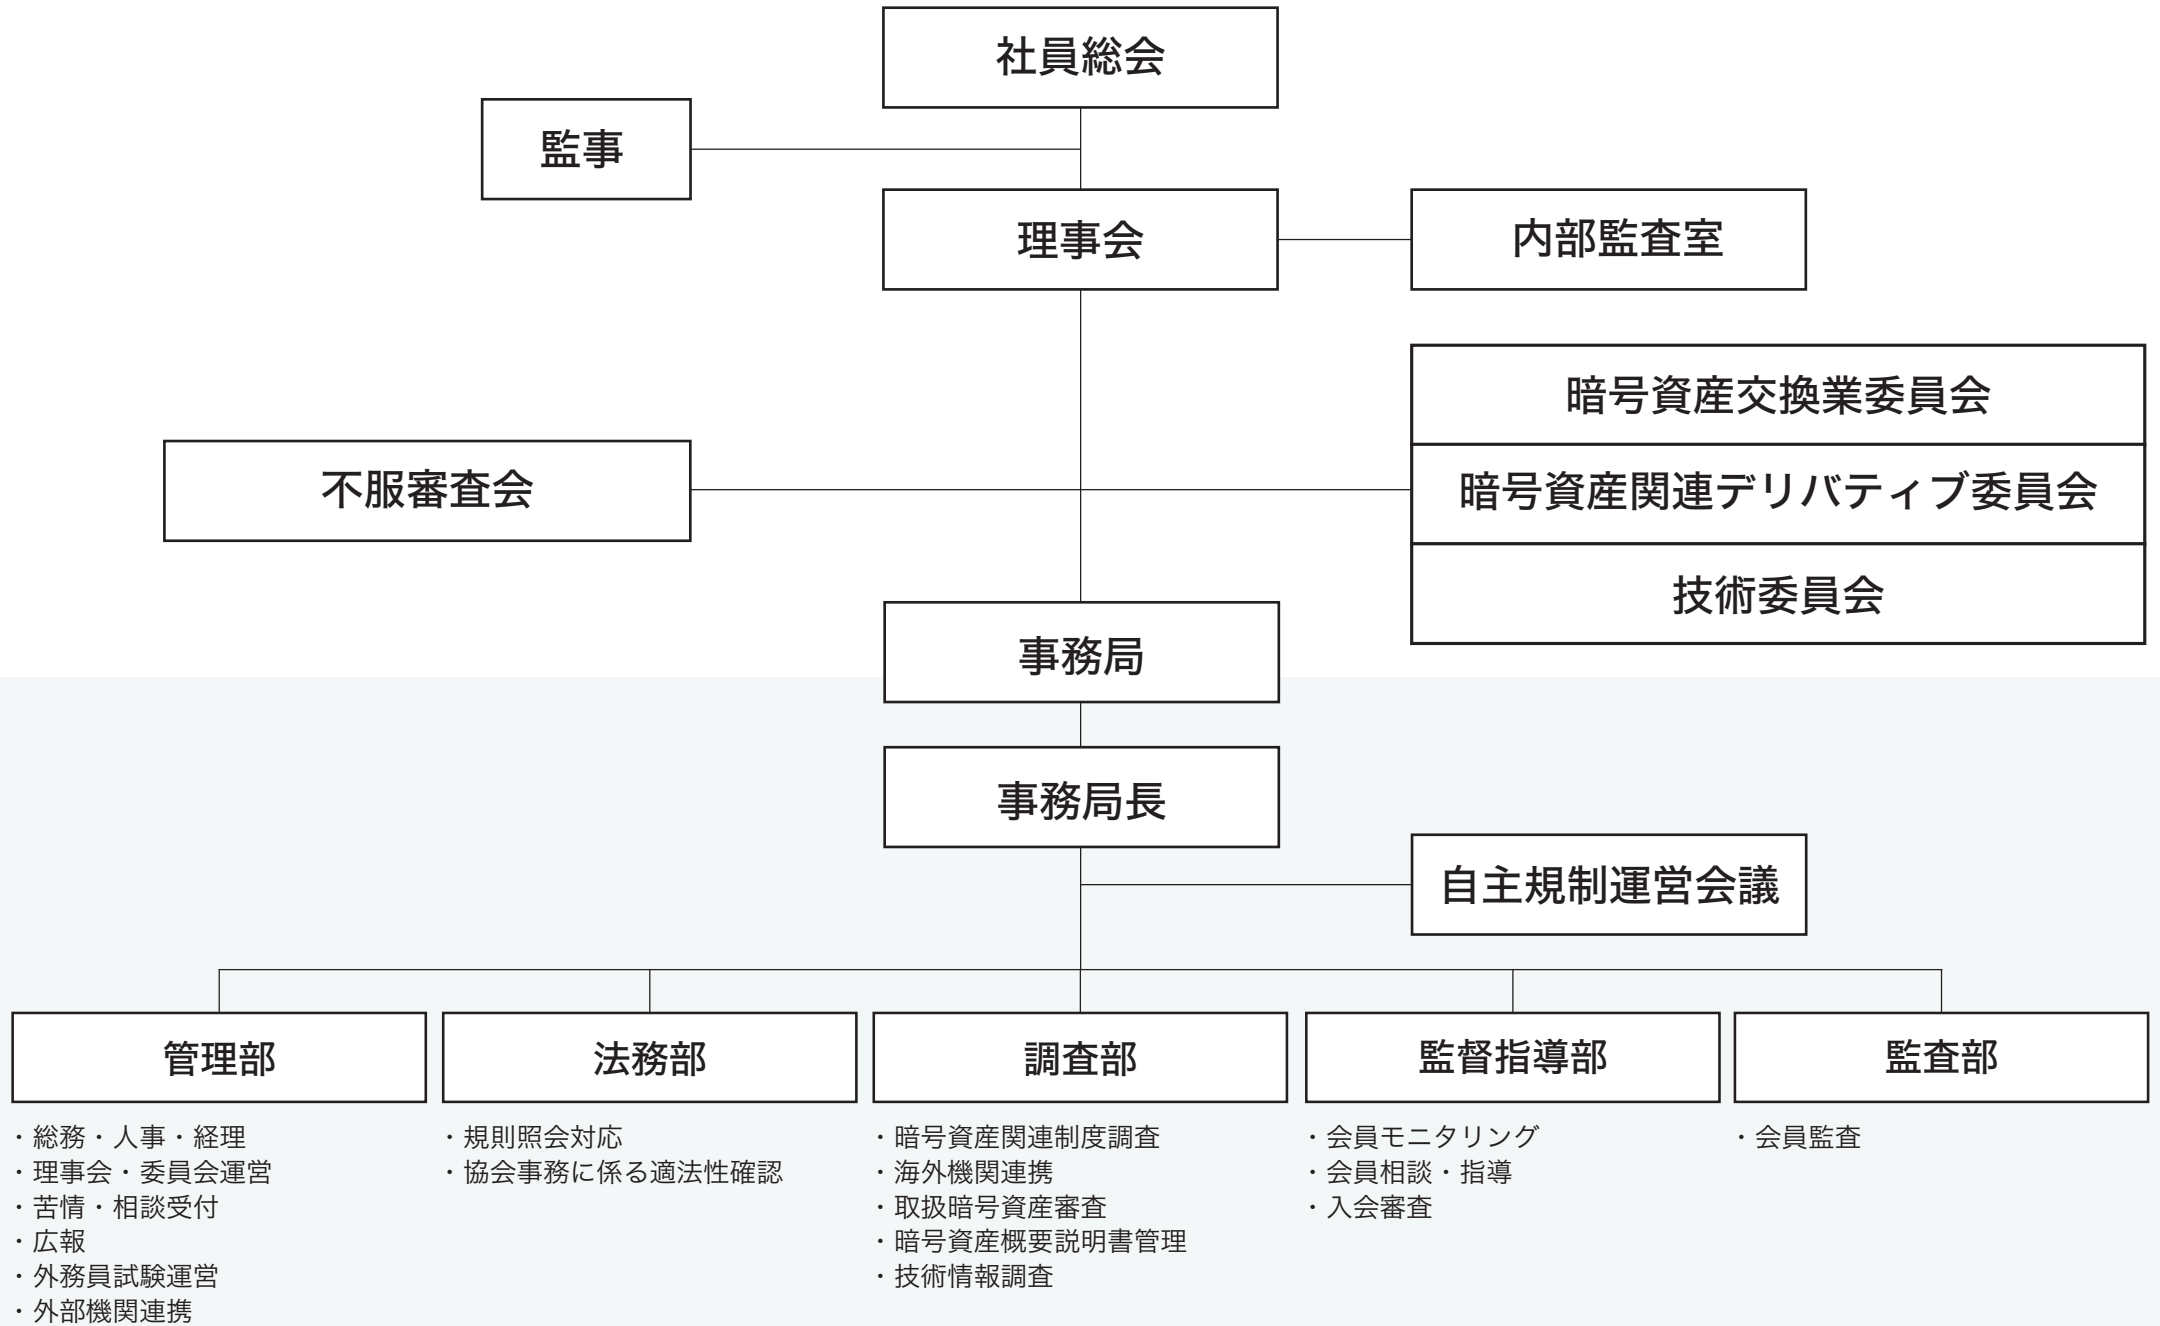 社員総会
監事
理事会
内部監査室
暗号資産交換業委員会
不服審査会
暗号資産関連デリバティブ委員会
技術委員会
事務局
事務局長
自主規制運営会議
管理部
・総務・人事・経理
・理事会・委員会運営
・苦情・相談受付
・広報
・外務員試験運営
・外部機関連携
法務部
・規則照会対応
・協会事務に係る適法性確認
調査部
・暗号資産関連制度調査
・海外機関連携
・取扱暗号資産審査
・暗号資産概要説明書管理
・技術情報調査
監督指導部
・会員モニタリング
・会員相談・指導
・入会審査
監査部
・会員監査